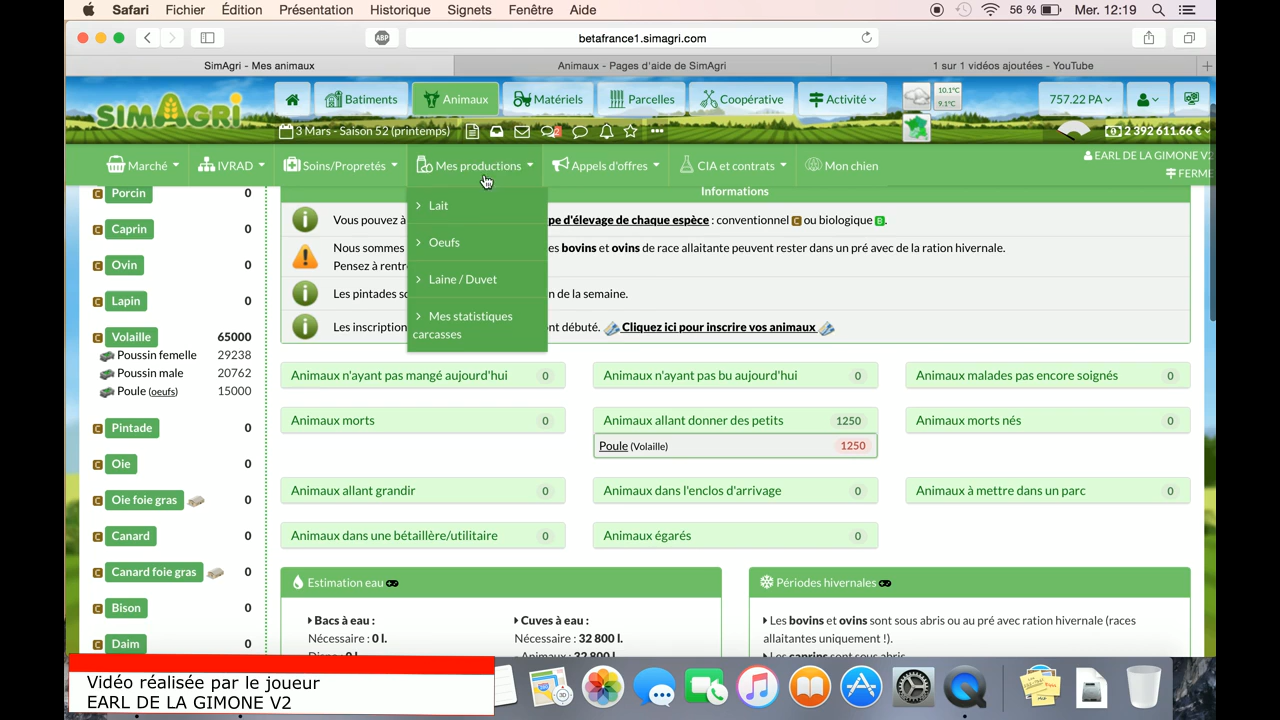 Safari Fichier Édition Présentation Historique Signets Fenêtre Aide 56 % Mer. 12:19
ABP betafrance1.simagri.com
SimAgri - Mes animaux Animaux - Pages d'aide de SimAgri 1 sur 1 vidéos ajoutées - YouTube
SIMAGRI Batiments Animaux Matériels Parcelles Coopérative Activité 10.1°C 9.1°C 757.22 PA
3 Mars - Saison 52 (printemps) 2 2 392 611.66 €
Marché IVRAD Soins/Propretés Mes productions Appels d'offres CIA et contrats Mon chien EARL DE LA GIMONE V2
FERME
C Porcin 0
C Caprin 0
C Ovin 0
C Lapin 0
Volaille 65000
Poussin femelle 29238
Poussin male 20762
Poule (oeufs) 15000
C Pintade 0
C Oie 0
C Oie foie gras 0
C Canard 0
C Canard foie gras 0
C Bison 0
C Daim 0
Lait
Oeufs
Laine / Duvet
Mes statistiques
carcasses
Informations
Vous pouvez à pe d'élevage de chaque espèce : conventionnel C ou biologique B.
Nous sommes es bovins et ovins de race allaitante peuvent rester dans un pré avec de la ration hivernale.
Pensez à rentr
Les pintades so n de la semaine.
Les inscription nt débuté. Cliquez ici pour inscrire vos animaux
Animaux n'ayant pas mangé aujourd'hui 0 Animaux n'ayant pas bu aujourd'hui 0 Animaux malades pas encore soignés 0
Animaux morts 0 Animaux allant donner des petits 1250 Animaux morts nés 0
Poule (Volaille) 1250
Animaux allant grandir 0 Animaux dans l'enclos d'arrivage 0 Animaux à mettre dans un parc 0
Animaux dans une bétaillère/utilitaire 0 Animaux égarés 0
Estimation eau Périodes hivernales
Bacs à eau : Cuves à eau : Les bovins et ovins sont sous abris ou au pré avec ration hivernale (races
Nécessaire : 0 l. Nécessaire : 32 800 l. allaitantes uniquement !).
- Animaux : 32 800 l. Les caprins sont sous abris
Vidéo réalisée par le joueur
EARL DE LA GIMONE V2